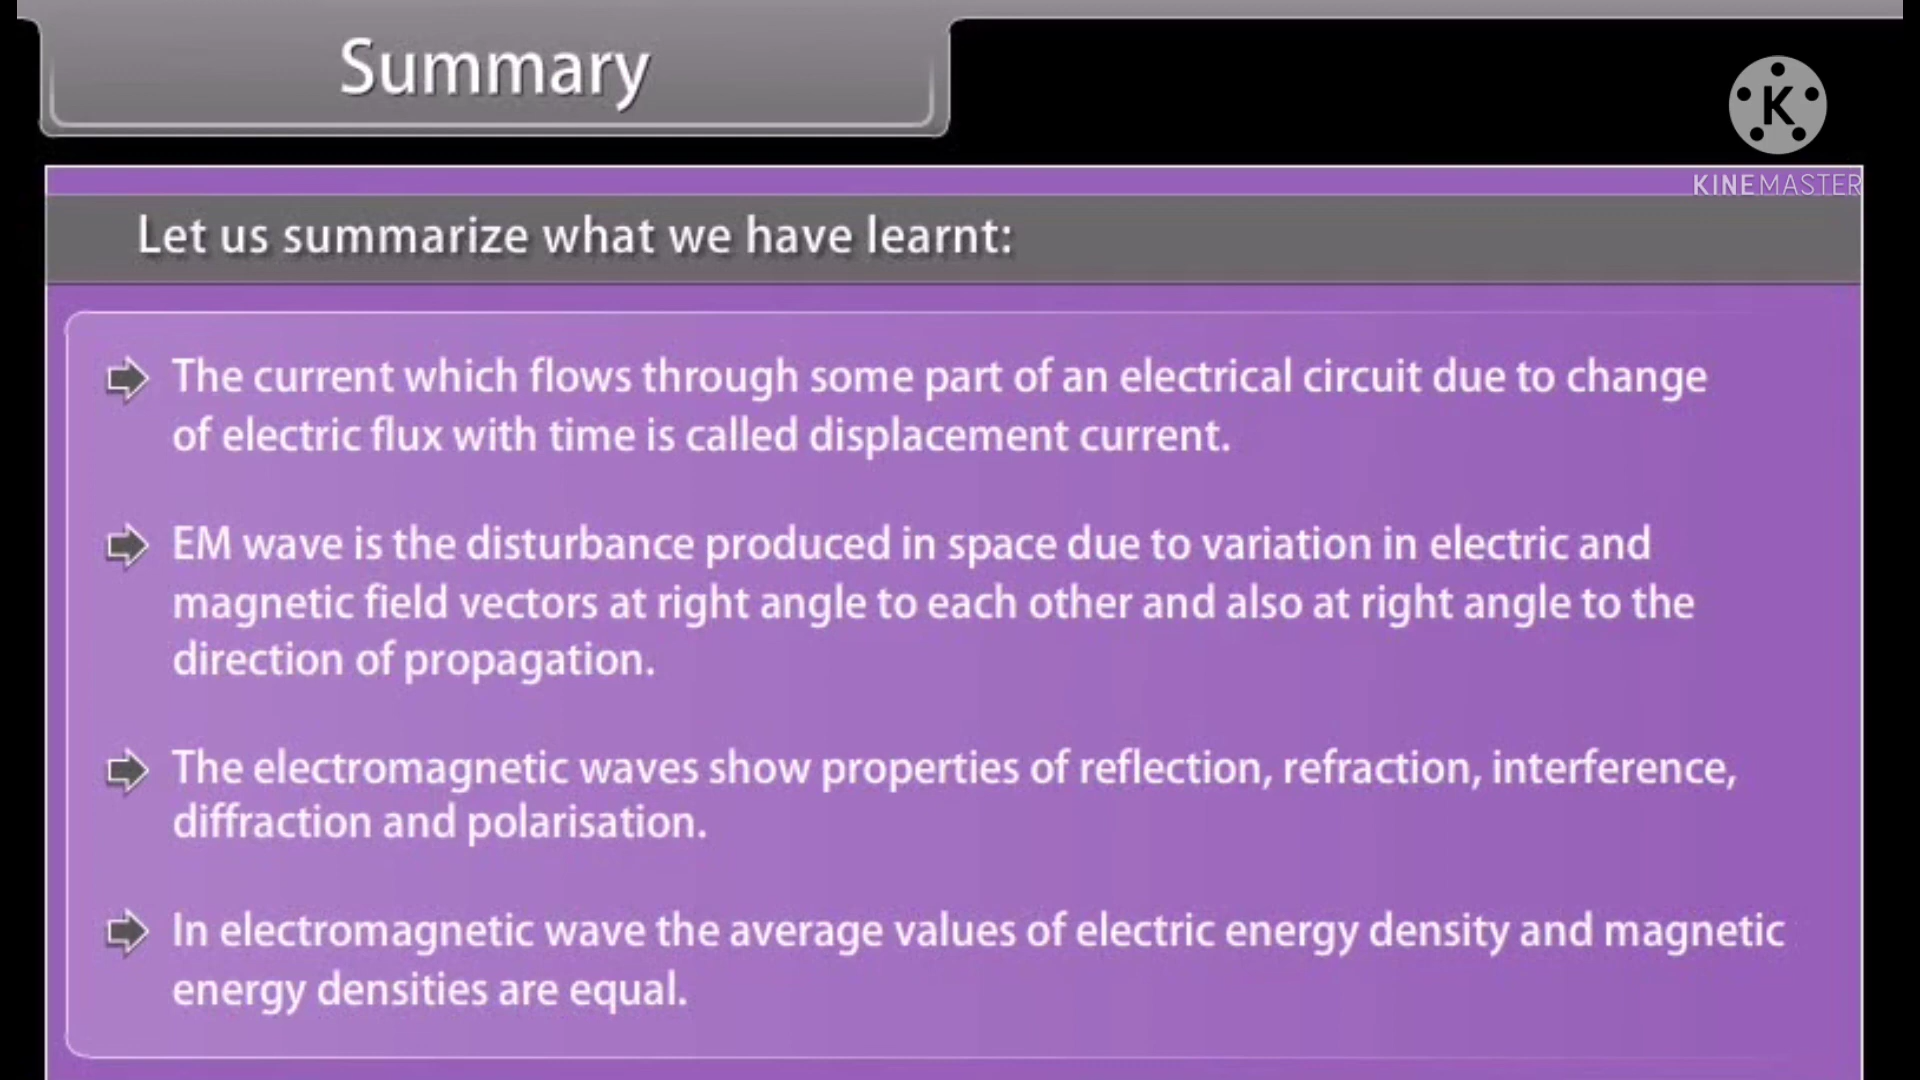 Summary
K
KINEMASTER
Let us summarize what we have learnt:
The current which flows through some part of an electrical circuit due to change
of electric flux with time is called displacement current.
EM wave is the disturbance produced in space due to variation in electric and
magnetic field vectors at right angle to each other and also at right angle to the
direction of propagation.
The electromagnetic waves show properties of reflection, refraction, interference,
diffraction and polarisation.
In electromagnetic wave the average values of electric energy density and magnetic
energy densities are equal.